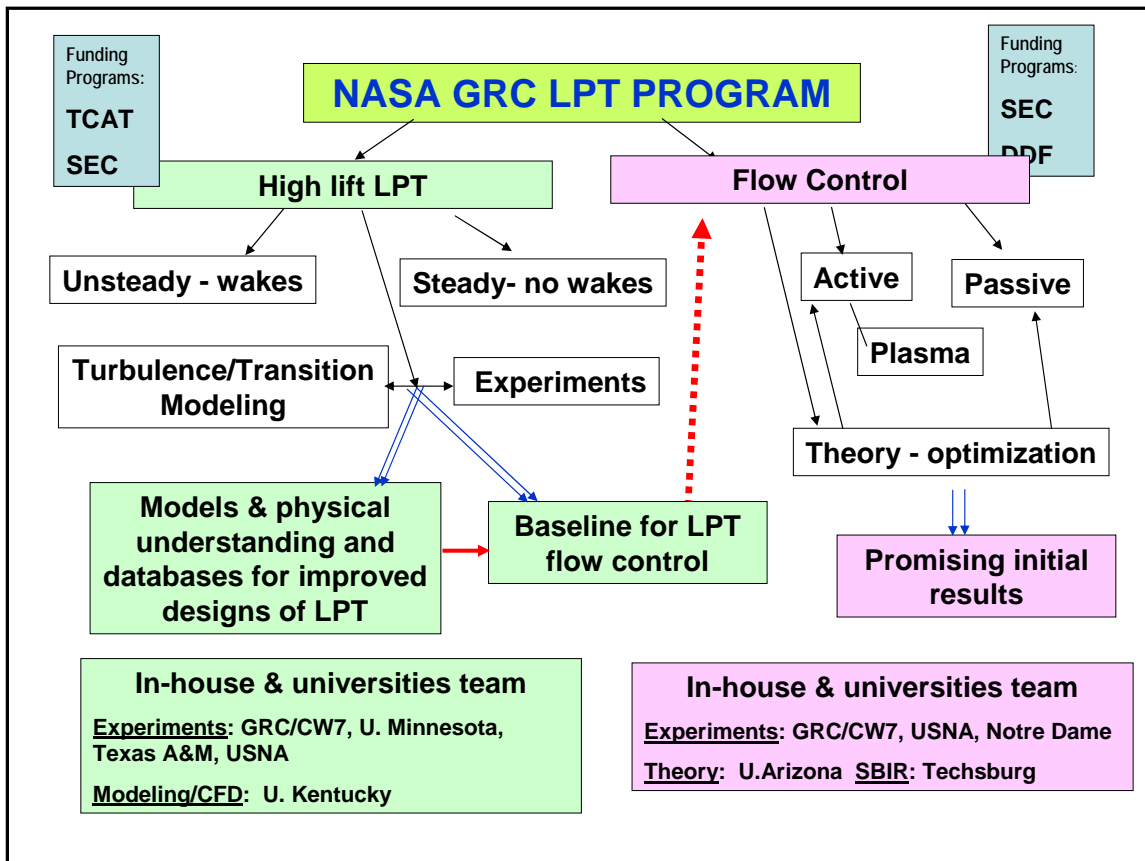 Funding
Programs:
TCAT
SEC
NASA GRC LPT PROGRAM
Funding
Programs:
SEC
DDF
High lift LPT
Flow Control
Unsteady - wakes
Steady- no wakes
Active
Passive
Plasma
Turbulence/Transition
Modeling
Experiments
Theory - optimization
Models & physical
understanding and
databases for improved
designs of LPT
Baseline for LPT
flow control
Promising initial
results
In-house & universities team
Experiments: GRC/CW7, U. Minnesota,
Texas A&M, USNA
Modeling/CFD: U. Kentucky
In-house & universities team
Experiments: GRC/CW7, USNA, Notre Dame
Theory: U.Arizona SBIR: Techsburg